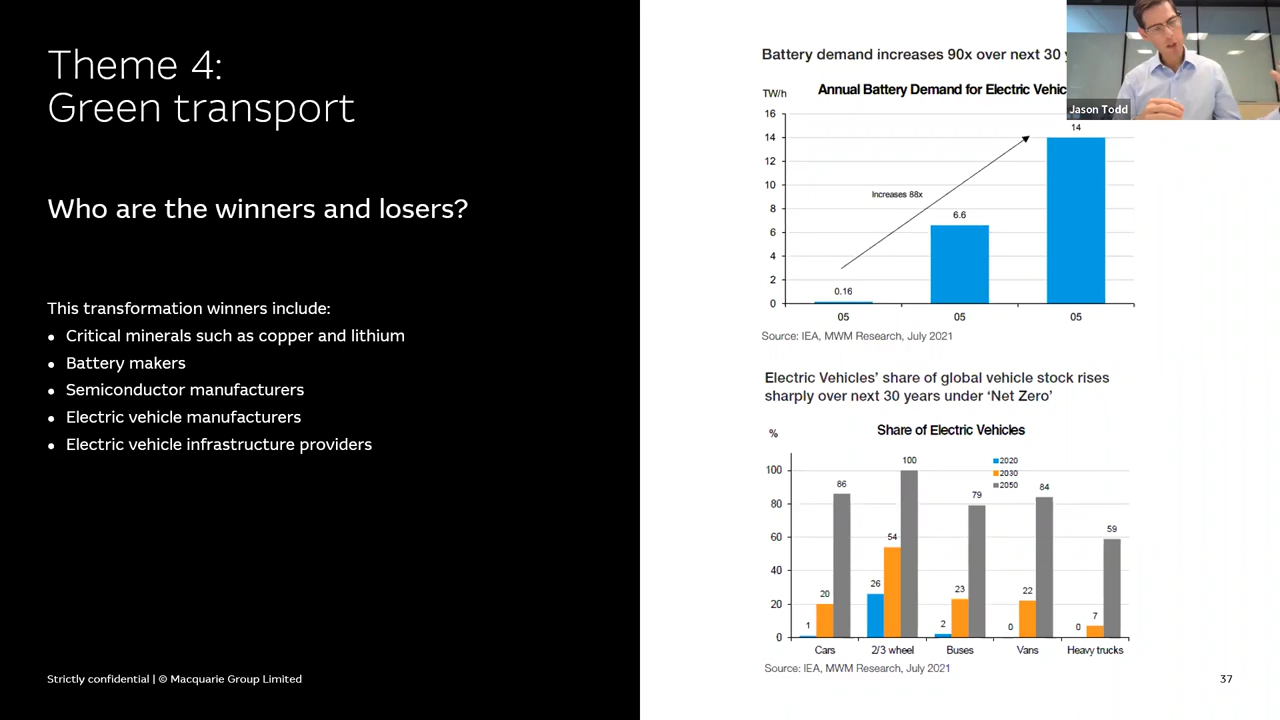 Theme 4:
Green transport
Who are the winners and losers?
This transformation winners include:
• Critical minerals such as copper and lithium
• Battery makers
• Semiconductor manufacturers
• Electric vehicle manufacturers
• Electric vehicle infrastructure providers
Strictly confidential | © Macquarie Group Limited
Battery demand increases 90x over next 30
Annual Battery Demand for Electric
TW/h
16
14
12
10
8
6
4
2
0
Increases 88x
0.16
6.6
14
05
05
05
Source: IEA, MWM Research, July 2021
Jason Todd
Electric Vehicles’ share of global vehicle stock rises
sharply over next 30 years under ‘Net Zero’
Share of Electric Vehicles
%
100
80
60
40
20
0
2020
2030
2050
1
20
86
26
54
100
2
23
79
0
22
84
0
7
59
Cars
2/3 wheel
Buses
Vans
Heavy trucks
Source: IEA, MWM Research, July 2021
37